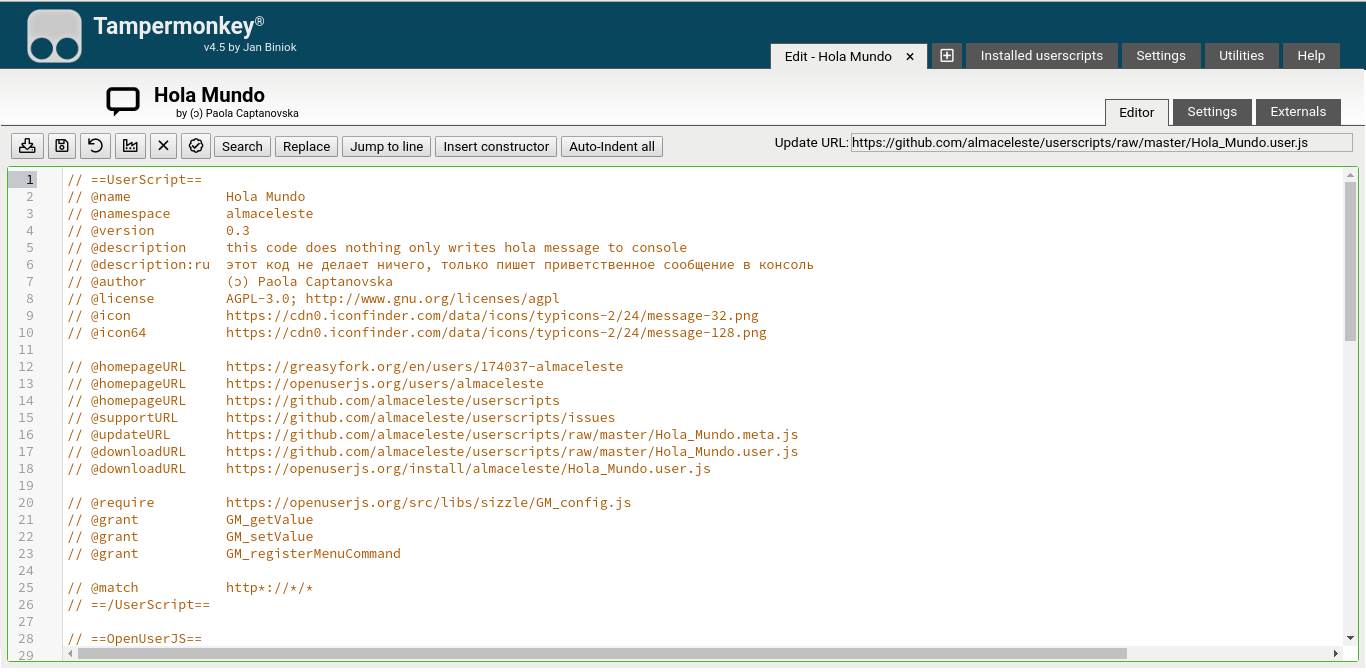 Tampermonkey®
v4.5 by Jan Biniok
Edit - Hola Mundo ×
Installed userscripts
Settings
Utilities
Help
Hola Mundo
by (ɔ) Paola Captanovska
Editor
Settings
Externals
Search
Replace
Jump to line
Insert constructor
Auto-Indent all
Update URL: https://github.com/almaceleste/userscripts/raw/master/Hola_Mundo.user.js
1 // ==UserScript==
2 // @name Hola Mundo
3 // @namespace almaceleste
4 // @version 0.3
5 // @description this code does nothing only writes hola message to console
6 // @description:ru этот код не делает ничего, только пишет приветственное сообщение в консоль
7 // @author (ɔ) Paola Captanovska
8 // @license AGPL-3.0; http://www.gnu.org/licenses/agpl
9 // @icon https://cdn0.iconfinder.com/data/icons/typicons-2/24/message-32.png
10 // @icon64 https://cdn0.iconfinder.com/data/icons/typicons-2/24/message-128.png
11
12 // @homepageURL https://greasyfork.org/en/users/174037-almaceleste
13 // @homepageURL https://openuserjs.org/users/almaceleste
14 // @homepageURL https://github.com/almaceleste/userscripts
15 // @supportURL https://github.com/almaceleste/userscripts/issues
16 // @updateURL https://github.com/almaceleste/userscripts/raw/master/Hola_Mundo.meta.js
17 // @downloadURL https://github.com/almaceleste/userscripts/raw/master/Hola_Mundo.user.js
18 // @downloadURL https://openuserjs.org/install/almaceleste/Hola_Mundo.user.js
19
20 // @require https://openuserjs.org/src/libs/sizzle/GM_config.js
21 // @grant GM_getValue
22 // @grant GM_setValue
23 // @grant GM_registerMenuCommand
24
25 // @match http*://*/*
26 // ==/UserScript==
27
28 // ==OpenUserJS==
29